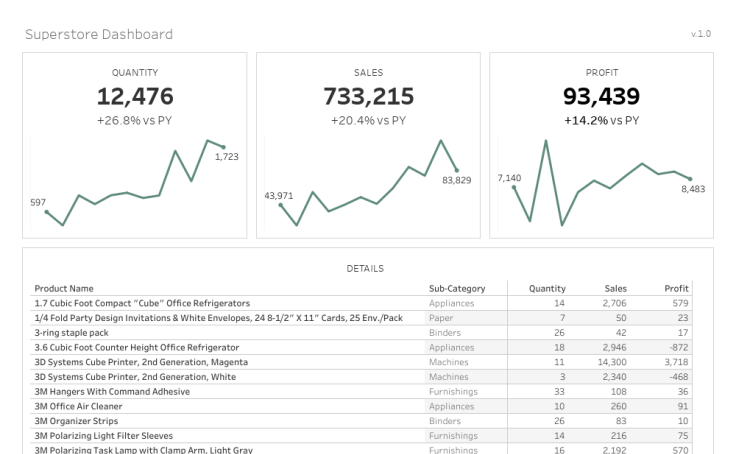 Superstore Dashboard v.1.0
QUANTITY
12,476
+26.8% vs PY
597
1,723
SALES
733,215
+20.4% vs PY
43,971
83,829
PROFIT
93,439
+14.2% vs PY
7,140
8,483
DETAILS
Product Name Sub-Category Quantity Sales Profit
1.7 Cubic Foot Compact "Cube" Office Refrigerators Appliances 14 2,706 579
1/4 Fold Party Design Invitations & White Envelopes, 24 8-1/2" X 11" Cards, 25 Env./Pack Paper 7 50 23
3-ring staple pack Binders 26 42 17
3.6 Cubic Foot Counter Height Office Refrigerator Appliances 18 2,946 -872
3D Systems Cube Printer, 2nd Generation, Magenta Machines 11 14,300 3,718
3D Systems Cube Printer, 2nd Generation, White Machines 3 2,340 -468
3M Hangers With Command Adhesive Furnishings 33 108 36
3M Office Air Cleaner Appliances 10 260 91
3M Organizer Strips Binders 26 83 10
3M Polarizing Light Filter Sleeves Furnishings 14 216 75
3M Polarizing Task Lamp with Clamp Arm, Light Gray Furnishings 16 2,192 570